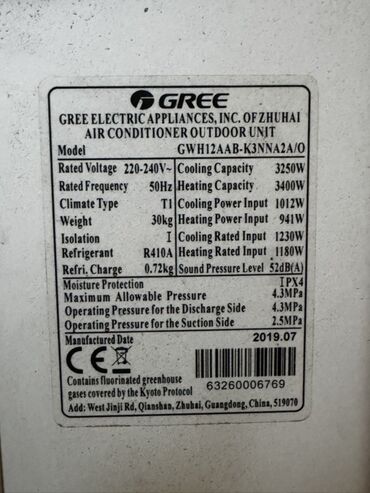 GREE
GREE ELECTRIC APPLIANCES, INC. OF ZHUHAI
AIR CONDITIONER OUTDOOR UNIT
Model GWH12AAB-K3NNA2A/O
Rated Voltage 220-240V~ Cooling Capacity 3250W
Rated Frequency 50Hz Heating Capacity 3400W
Climate Type T1 Cooling Power Input 1012W
Weight 30kg Heating Power Input 941W
Isolation I Cooling Rated Input 1230W
Refrigerant R410A Heating Rated Input 1180W
Refri. Charge 0.72kg Sound Pressure Level 52dB(A)
Moisture Protection IPX4
Maximum Allowable Pressure 4.3MPa
Operating Pressure for the Discharge Side 4.3MPa
Operating Pressure for the Suction Side 2.5MPa
Manufactured Date 2019.07
CE
Contains fluorinated greenhouse
gases covered by the Kyoto Protocol
63260006769
Add: West Jinji Rd, Qianshan, Zhuhai, Guangdong, China, 519070